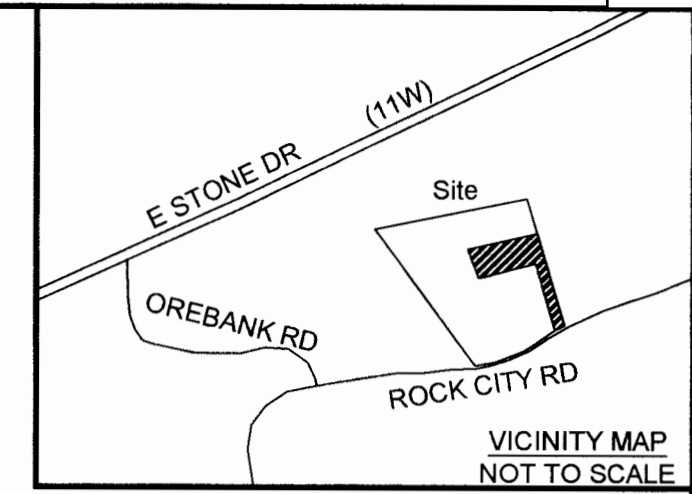 (11W)
E STONE DR
Site
OREBANK RD
ROCK CITY RD
VICINITY MAP
NOT TO SCALE